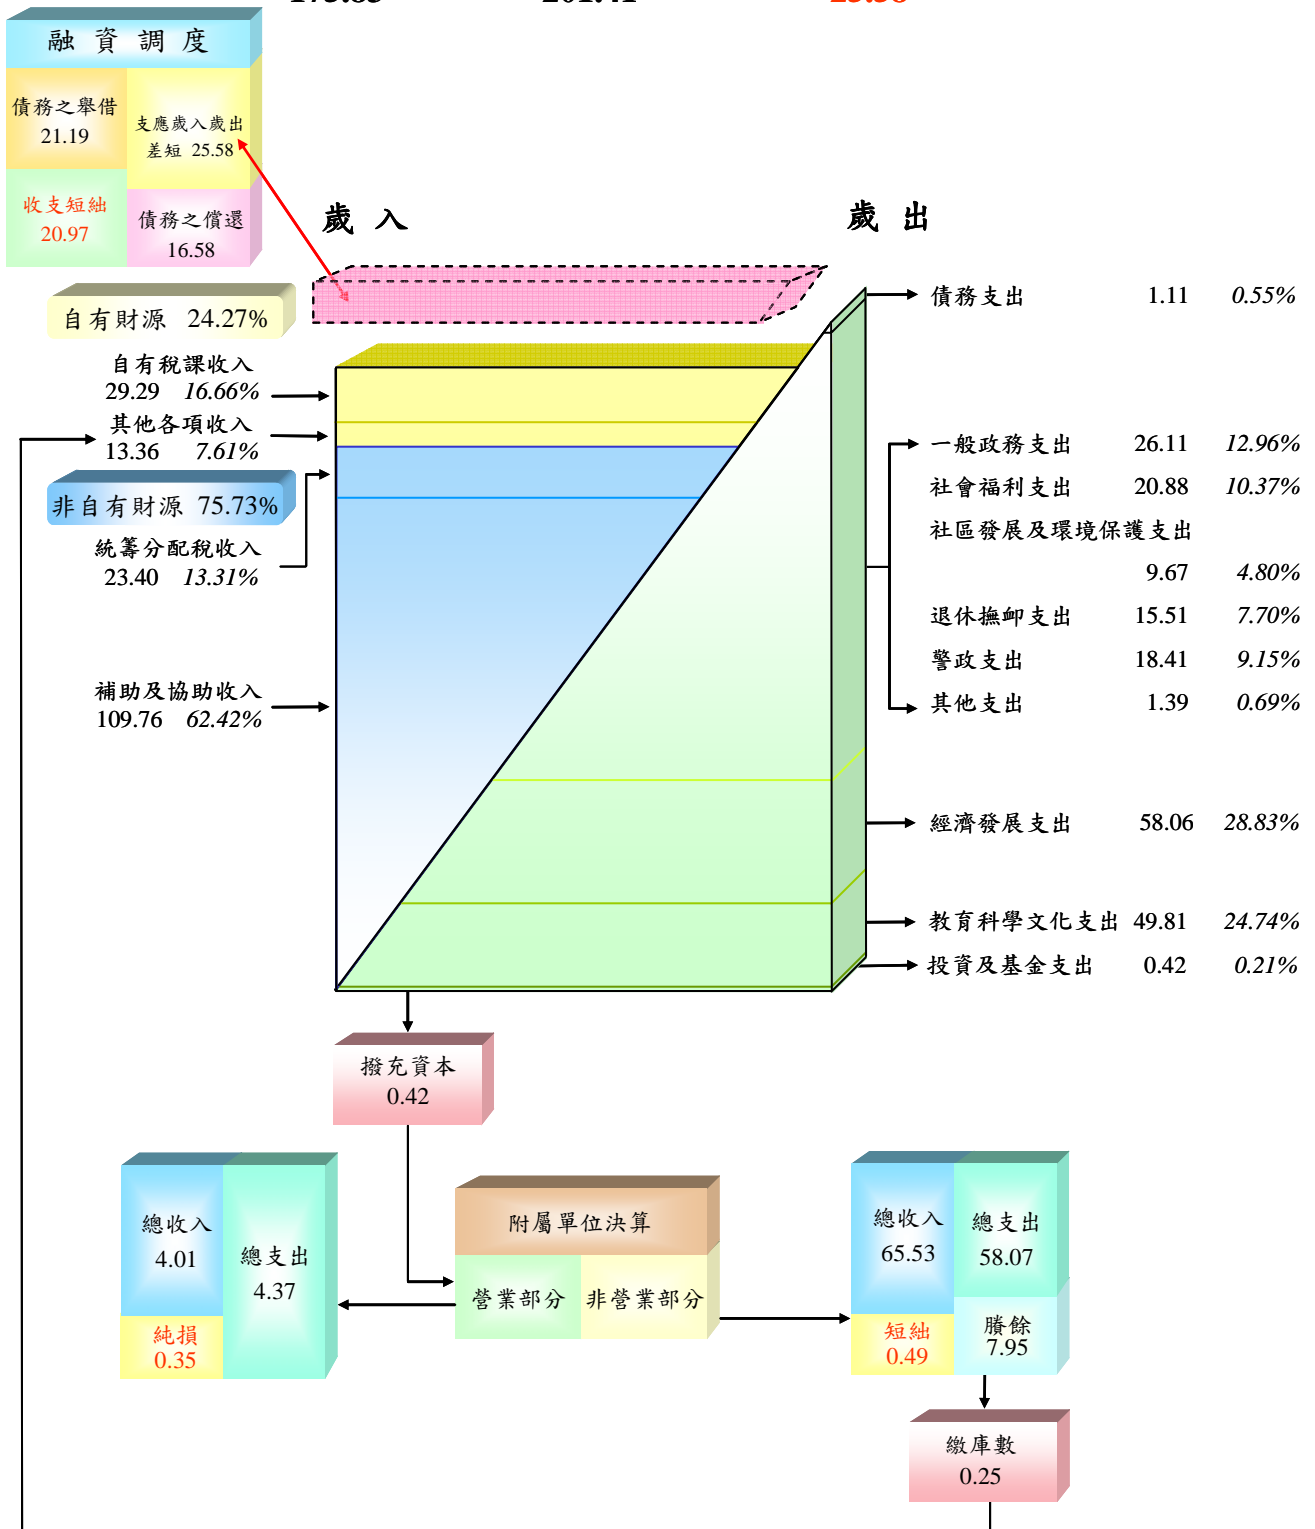 175.83 201.41 25.58
融資調度
債務之舉借
21.19
支應歲入歲出
差短 25.58
收支短絀
20.97
債務之償還
16.58
歲入
歲出
自有財源 24.27%
自有稅課收入
29.29 16.66%
其他各項收入
13.36 7.61%
非自有財源 75.73%
統籌分配稅收入
23.40 13.31%
補助及協助收入
109.76 62.42%
債務支出 1.11 0.55%
一般政務支出 26.11 12.96%
社會福利支出 20.88 10.37%
社區發展及環境保護支出
9.67 4.80%
退休撫卹支出 15.51 7.70%
警政支出 18.41 9.15%
其他支出 1.39 0.69%
經濟發展支出 58.06 28.83%
教育科學文化支出 49.81 24.74%
投資及基金支出 0.42 0.21%
撥充資本
0.42
總收入
4.01
總支出
4.37
純損
0.35
附屬單位決算
營業部分
非營業部分
總收入
65.53
總支出
58.07
短絀
0.49
賸餘
7.95
繳庫數
0.25